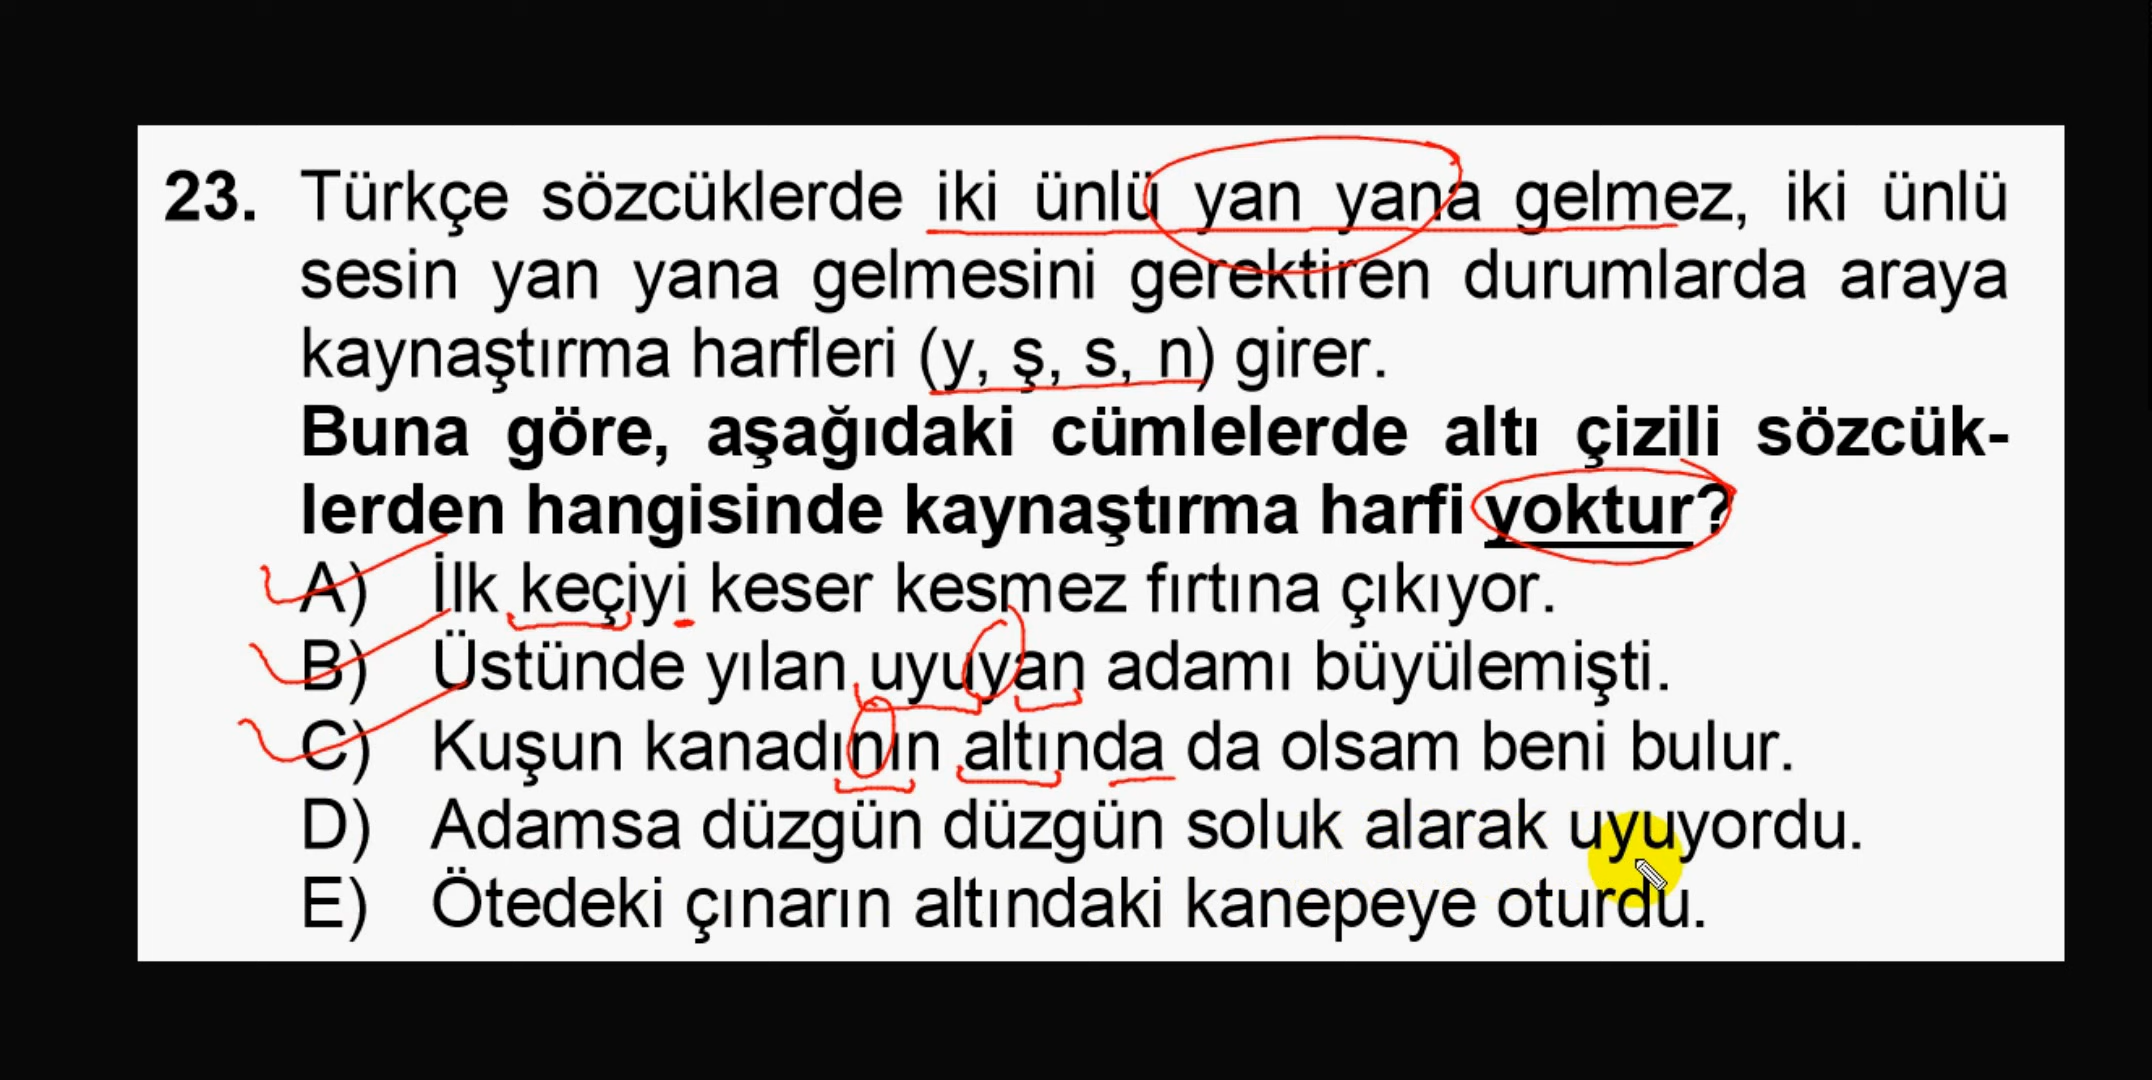 23. Türkçe sözcüklerde iki ünlü yan yana gelmez, iki ünlü
sesin yan yana gelmesini gerektiren durumlarda araya
kaynaştırma harfleri (y, ş, s, n) girer.
Buna göre, aşağıdaki cümlelerde altı çizili sözcük-
lerden hangisinde kaynaştırma harfi yoktur?
A) İlk keçiyi keser kesmez fırtına çıkıyor.
B) Üstünde yılan uyuyan adamı büyülemişti.
C) Kuşun kanadının altında da olsam beni bulur.
D) Adamsa düzgün düzgün soluk alarak uyuyordu.
E) Ötedeki çınarın altındaki kanepeye oturdu.